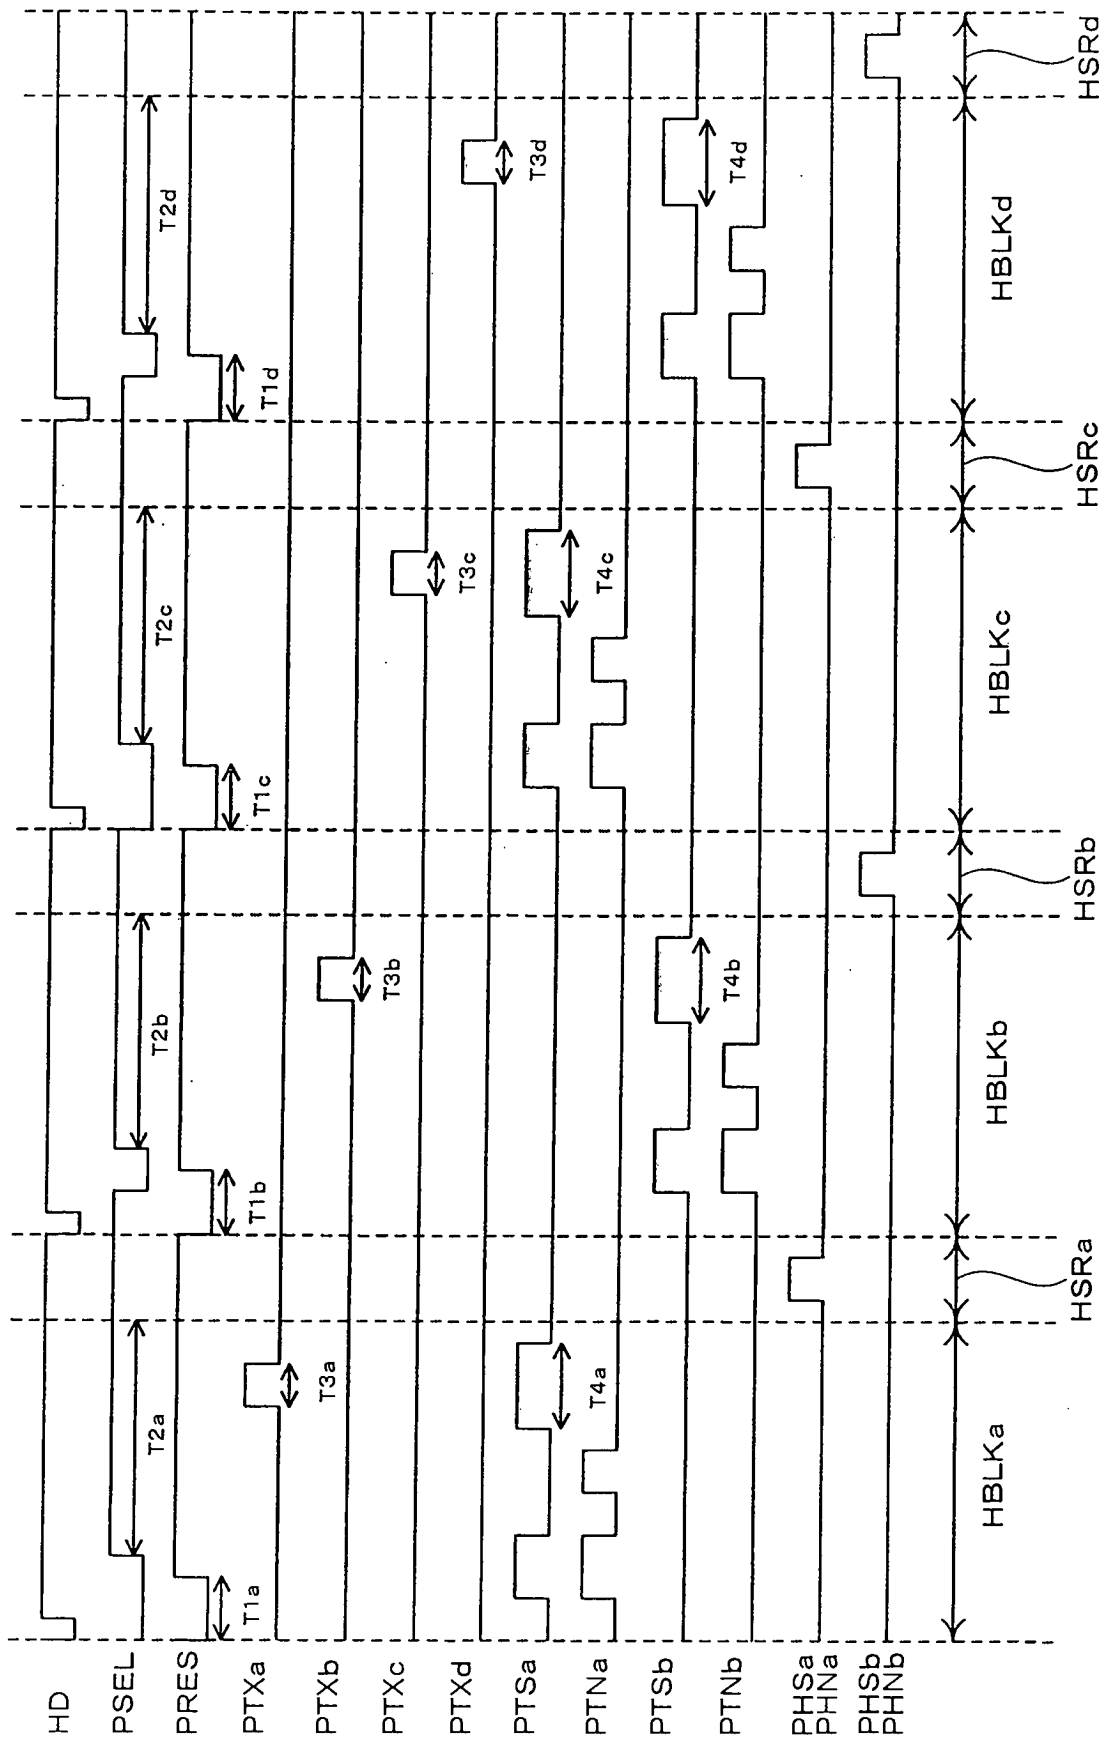 HD
PSEL
PRES
PTXa
PTXb
PTXc
PTXd
PTSa
PTNa
PTSb
PTNb
PHSa
PHNa
PHSb
PHNb
T1a
T2a
T3a
T4a
T1b
T2b
T3b
T4b
T1c
T2c
T3c
T4c
T1d
T2d
T3d
T4d
HBLKa
HSRa
HBLKb
HSRb
HBLKc
HSRc
HBLKd
HSRd